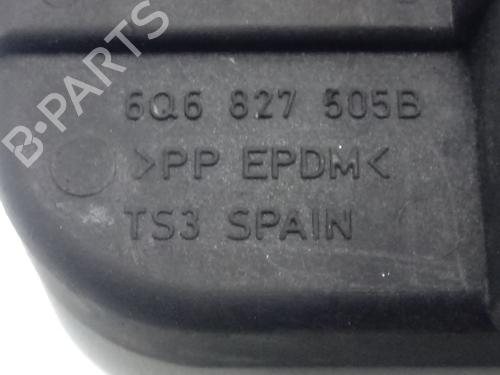 6Q6 827 505B
>PP EPDM<
TS3 SPAIN
B-PARTS